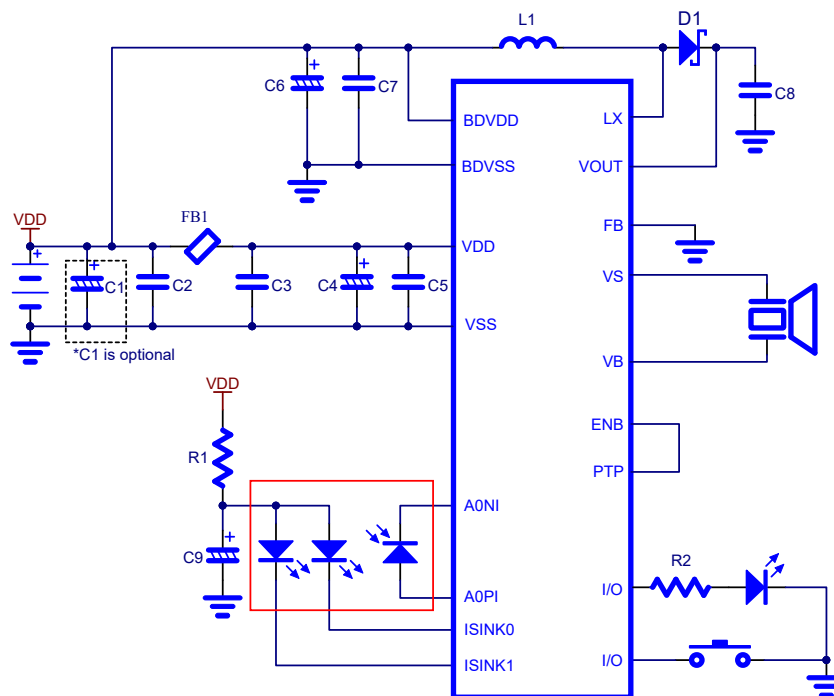 L1
D1
C6
+
C7
C8
BDVDD
LX
BDVSS
VOUT
VDD
FB1
FB
+
+
C1
C2
C3
+
C4
C5
VDD
VS
VSS
VB
*C1 is optional
VDD
ENB
R1
PTP
A0NI
+
C9
R2
A0PI
I/O
ISINK0
ISINK1
I/O